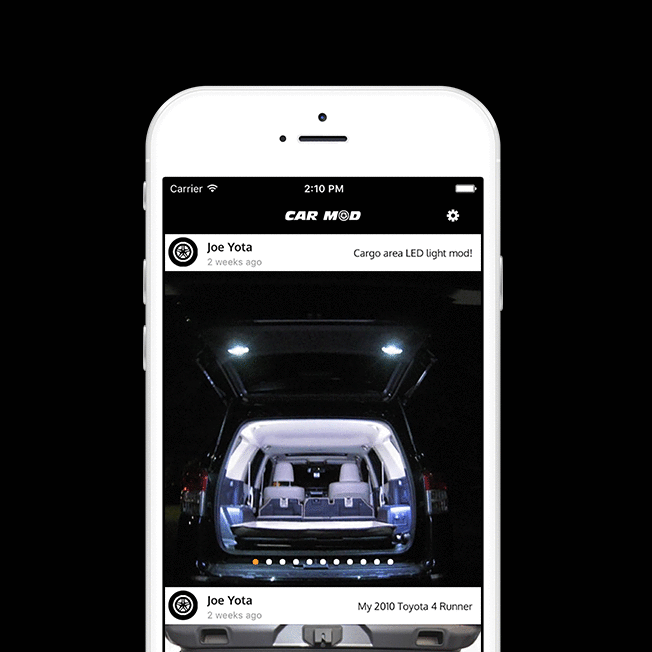 Carrier 2:10 PM
CAR MOD
Joe Yota
Cargo area LED light mod!
2 weeks ago
Joe Yota
My 2010 Toyota 4 Runner
2 weeks ago